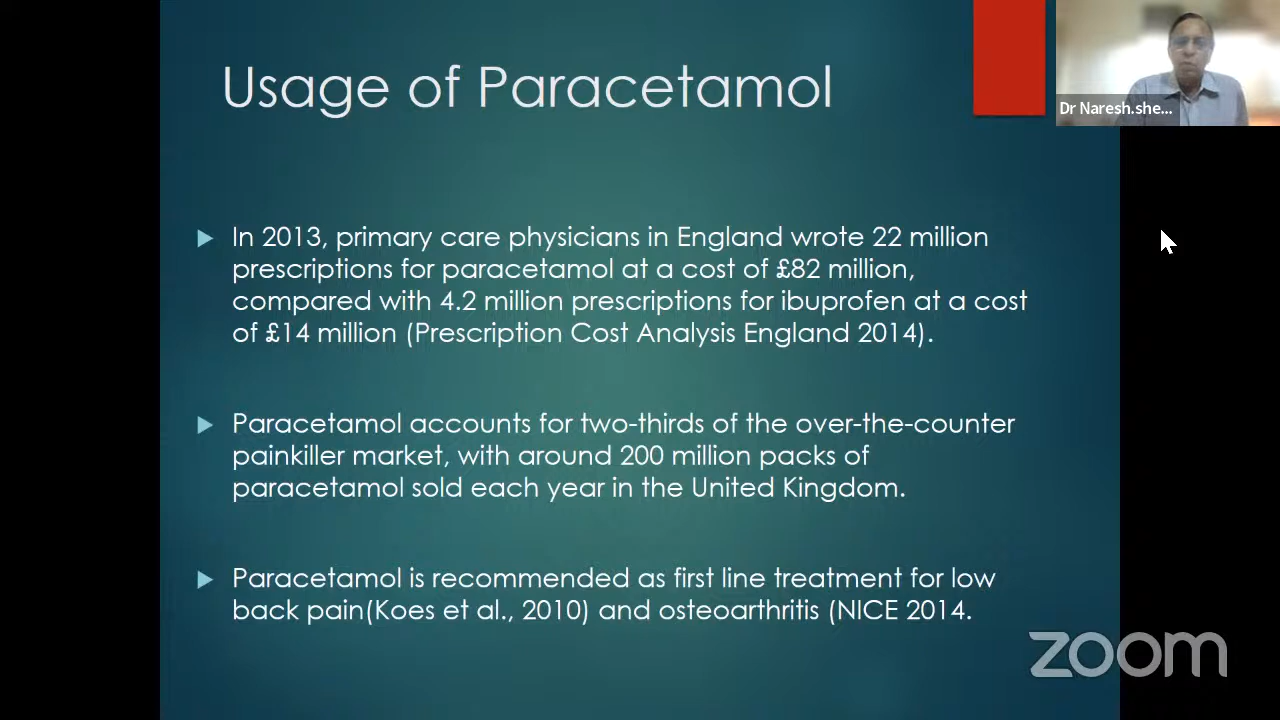 Usage of Paracetamol
Dr Naresh.she...
In 2013, primary care physicians in England wrote 22 million
prescriptions for paracetamol at a cost of £82 million,
compared with 4.2 million prescriptions for ibuprofen at a cost
of £14 million (Prescription Cost Analysis England 2014).
Paracetamol accounts for two-thirds of the over-the-counter
painkiller market, with around 200 million packs of
paracetamol sold each year in the United Kingdom.
Paracetamol is recommended as first line treatment for low
back pain(Koes et al., 2010) and osteoarthritis (NICE 2014.
zoom